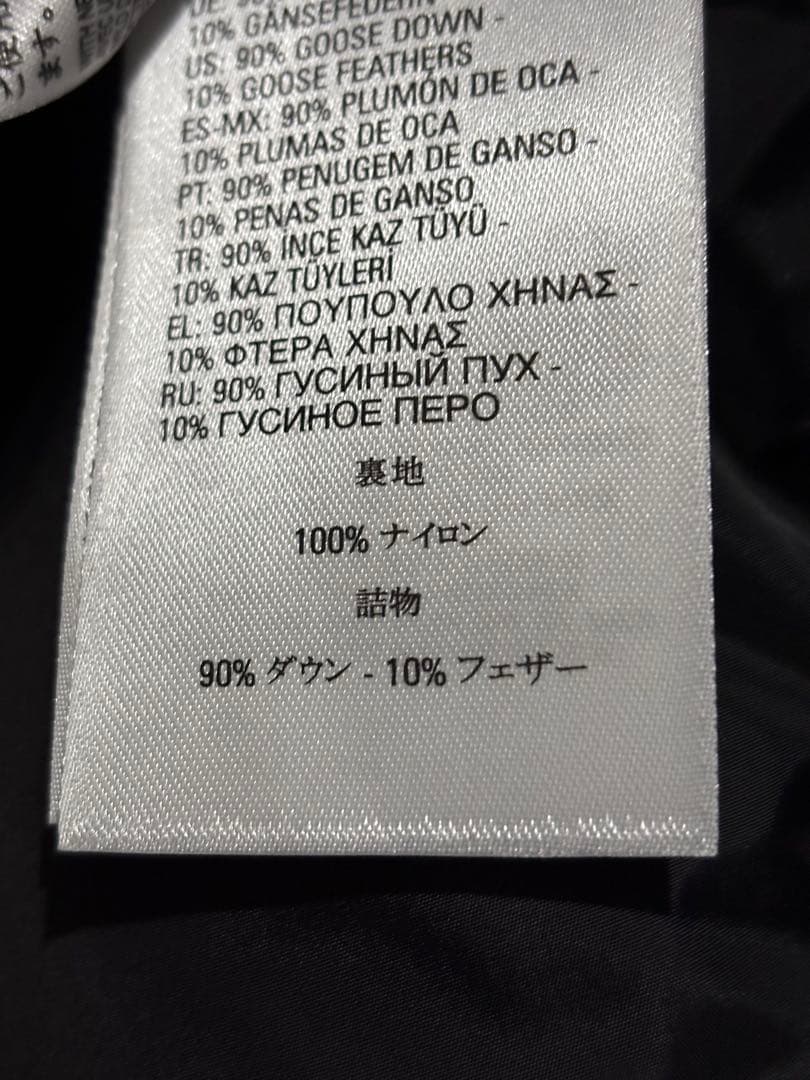 10% GÄNSEFEDERN
US: 90% GOOSE DOWN -
10% GOOSE FEATHERS
ES-MX: 90% PLUMÓN DE OCA -
10% PLUMAS DE OCA
PT: 90% PENUGEM DE GANSO -
10% PENAS DE GANSO
TR: 90% İNCE KAZ TÜYÜ -
10% KAZ TÜYLERİ
EL: 90% ΠΟΥΠΟΥΛΟ ΧΗΝΑΣ -
10% ΦΤΕΡΑ ΧΗΝΑΣ
RU: 90% ГУСИНЫЙ ПУХ -
10% ГУСИНОЕ ПЕРО
裏地
100% ナイロン
詰物
90% ダウン - 10% フェザー
ます。